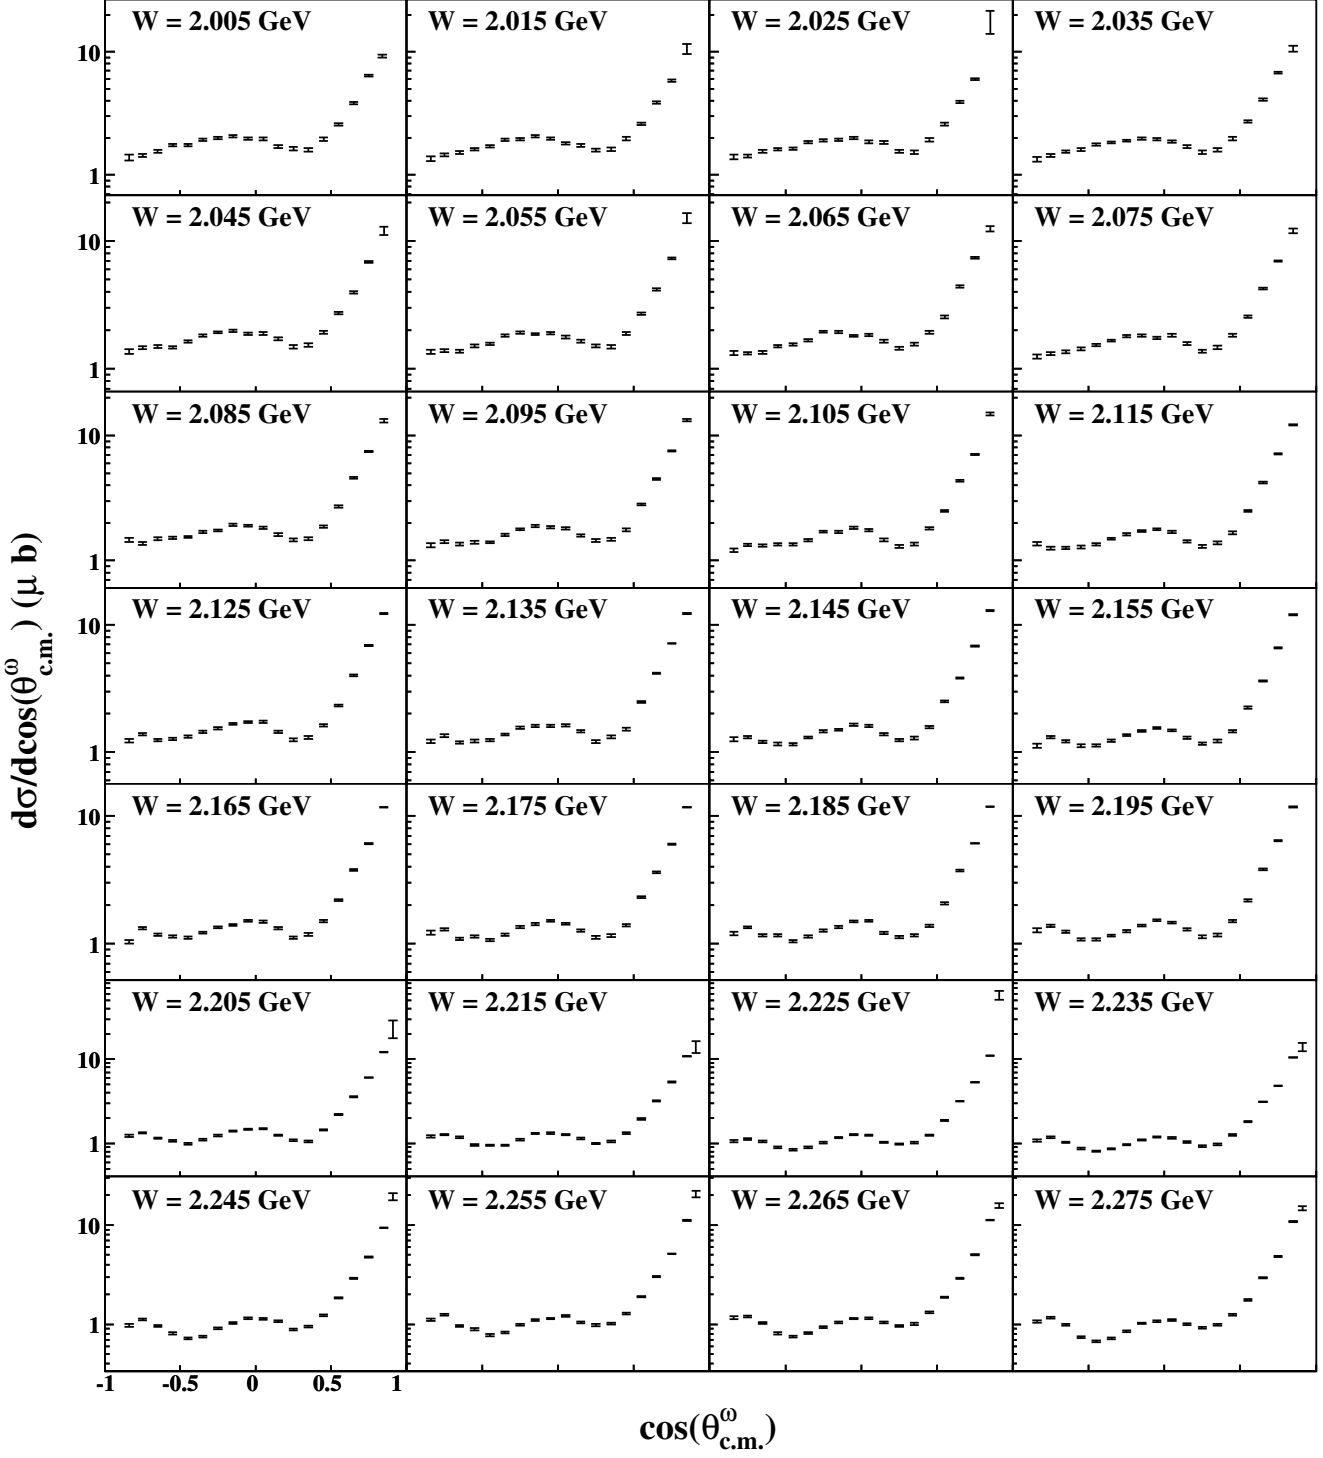 W = 2.005 GeV W = 2.015 GeV W = 2.025 GeV W = 2.035 GeV
10
1
W = 2.045 GeV W = 2.055 GeV W = 2.065 GeV W = 2.075 GeV
10
1
W = 2.085 GeV W = 2.095 GeV W = 2.105 GeV W = 2.115 GeV
10
1
W = 2.125 GeV W = 2.135 GeV W = 2.145 GeV W = 2.155 GeV
10
1
W = 2.165 GeV W = 2.175 GeV W = 2.185 GeV W = 2.195 GeV
10
1
W = 2.205 GeV W = 2.215 GeV W = 2.225 GeV W = 2.235 GeV
10
1
W = 2.245 GeV W = 2.255 GeV W = 2.265 GeV W = 2.275 GeV
10
1
-1 -0.5 0 0.5 1
dσ/dcos(θ^ω_c.m.) (μ b)
cos(θ^ω_c.m.)